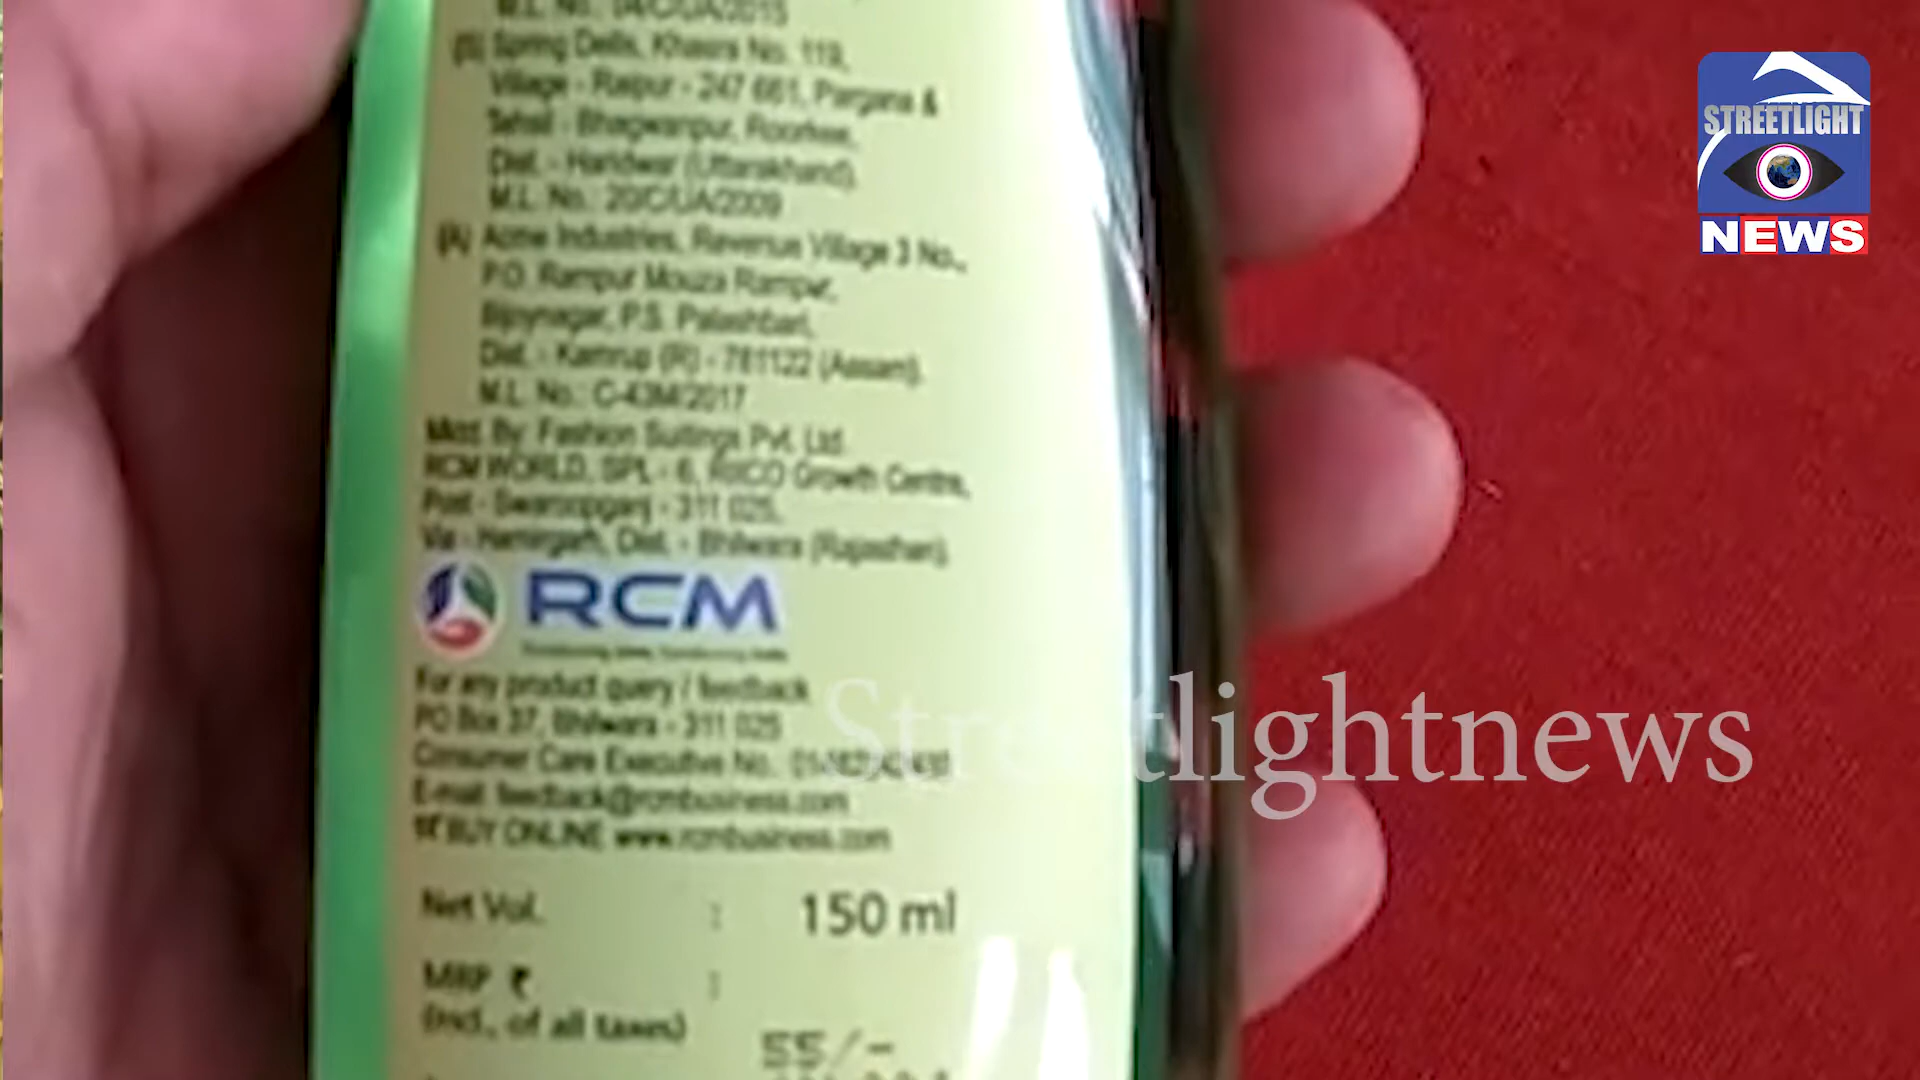 M.L. No.: 04/C/UA/2015
(S) Spring Dells, Khasra No. 119,
Village - Raipur - 247 661, Pargana &
Tehsil - Bhagwanpur, Roorkee,
Dist. - Haridwar (Uttarakhand).
M.L. No.: 20/C/UA/2009
(A) Acme Industries, Revenue Village 3 No.,
P.O. Rampur Mouza Rampur,
Bijoynagar, P.S. Palashbari,
Dist. - Kamrup (R) - 781122 (Assam).
M.L. No.: C-43/M/2017
Mktd. By: Fashion Suitings Pvt. Ltd.
RCM WORLD, SPL - 6, RIICO Growth Centre,
Post - Swaroopganj - 311 025,
Via - Hamirgarh, Dist. - Bhilwara (Rajasthan).
RCM
For any product query / feedback
PO Box 37, Bhilwara - 311 025
Consumer Care Executive No.:
E-mail: feedback@rcmbusiness.com
BUY ONLINE www.rcmbusiness.com
Net Vol. : 150 ml
MRP ₹ :
(Incl., of all taxes)
55/-
STREETLIGHT
NEWS
Streetlightnews